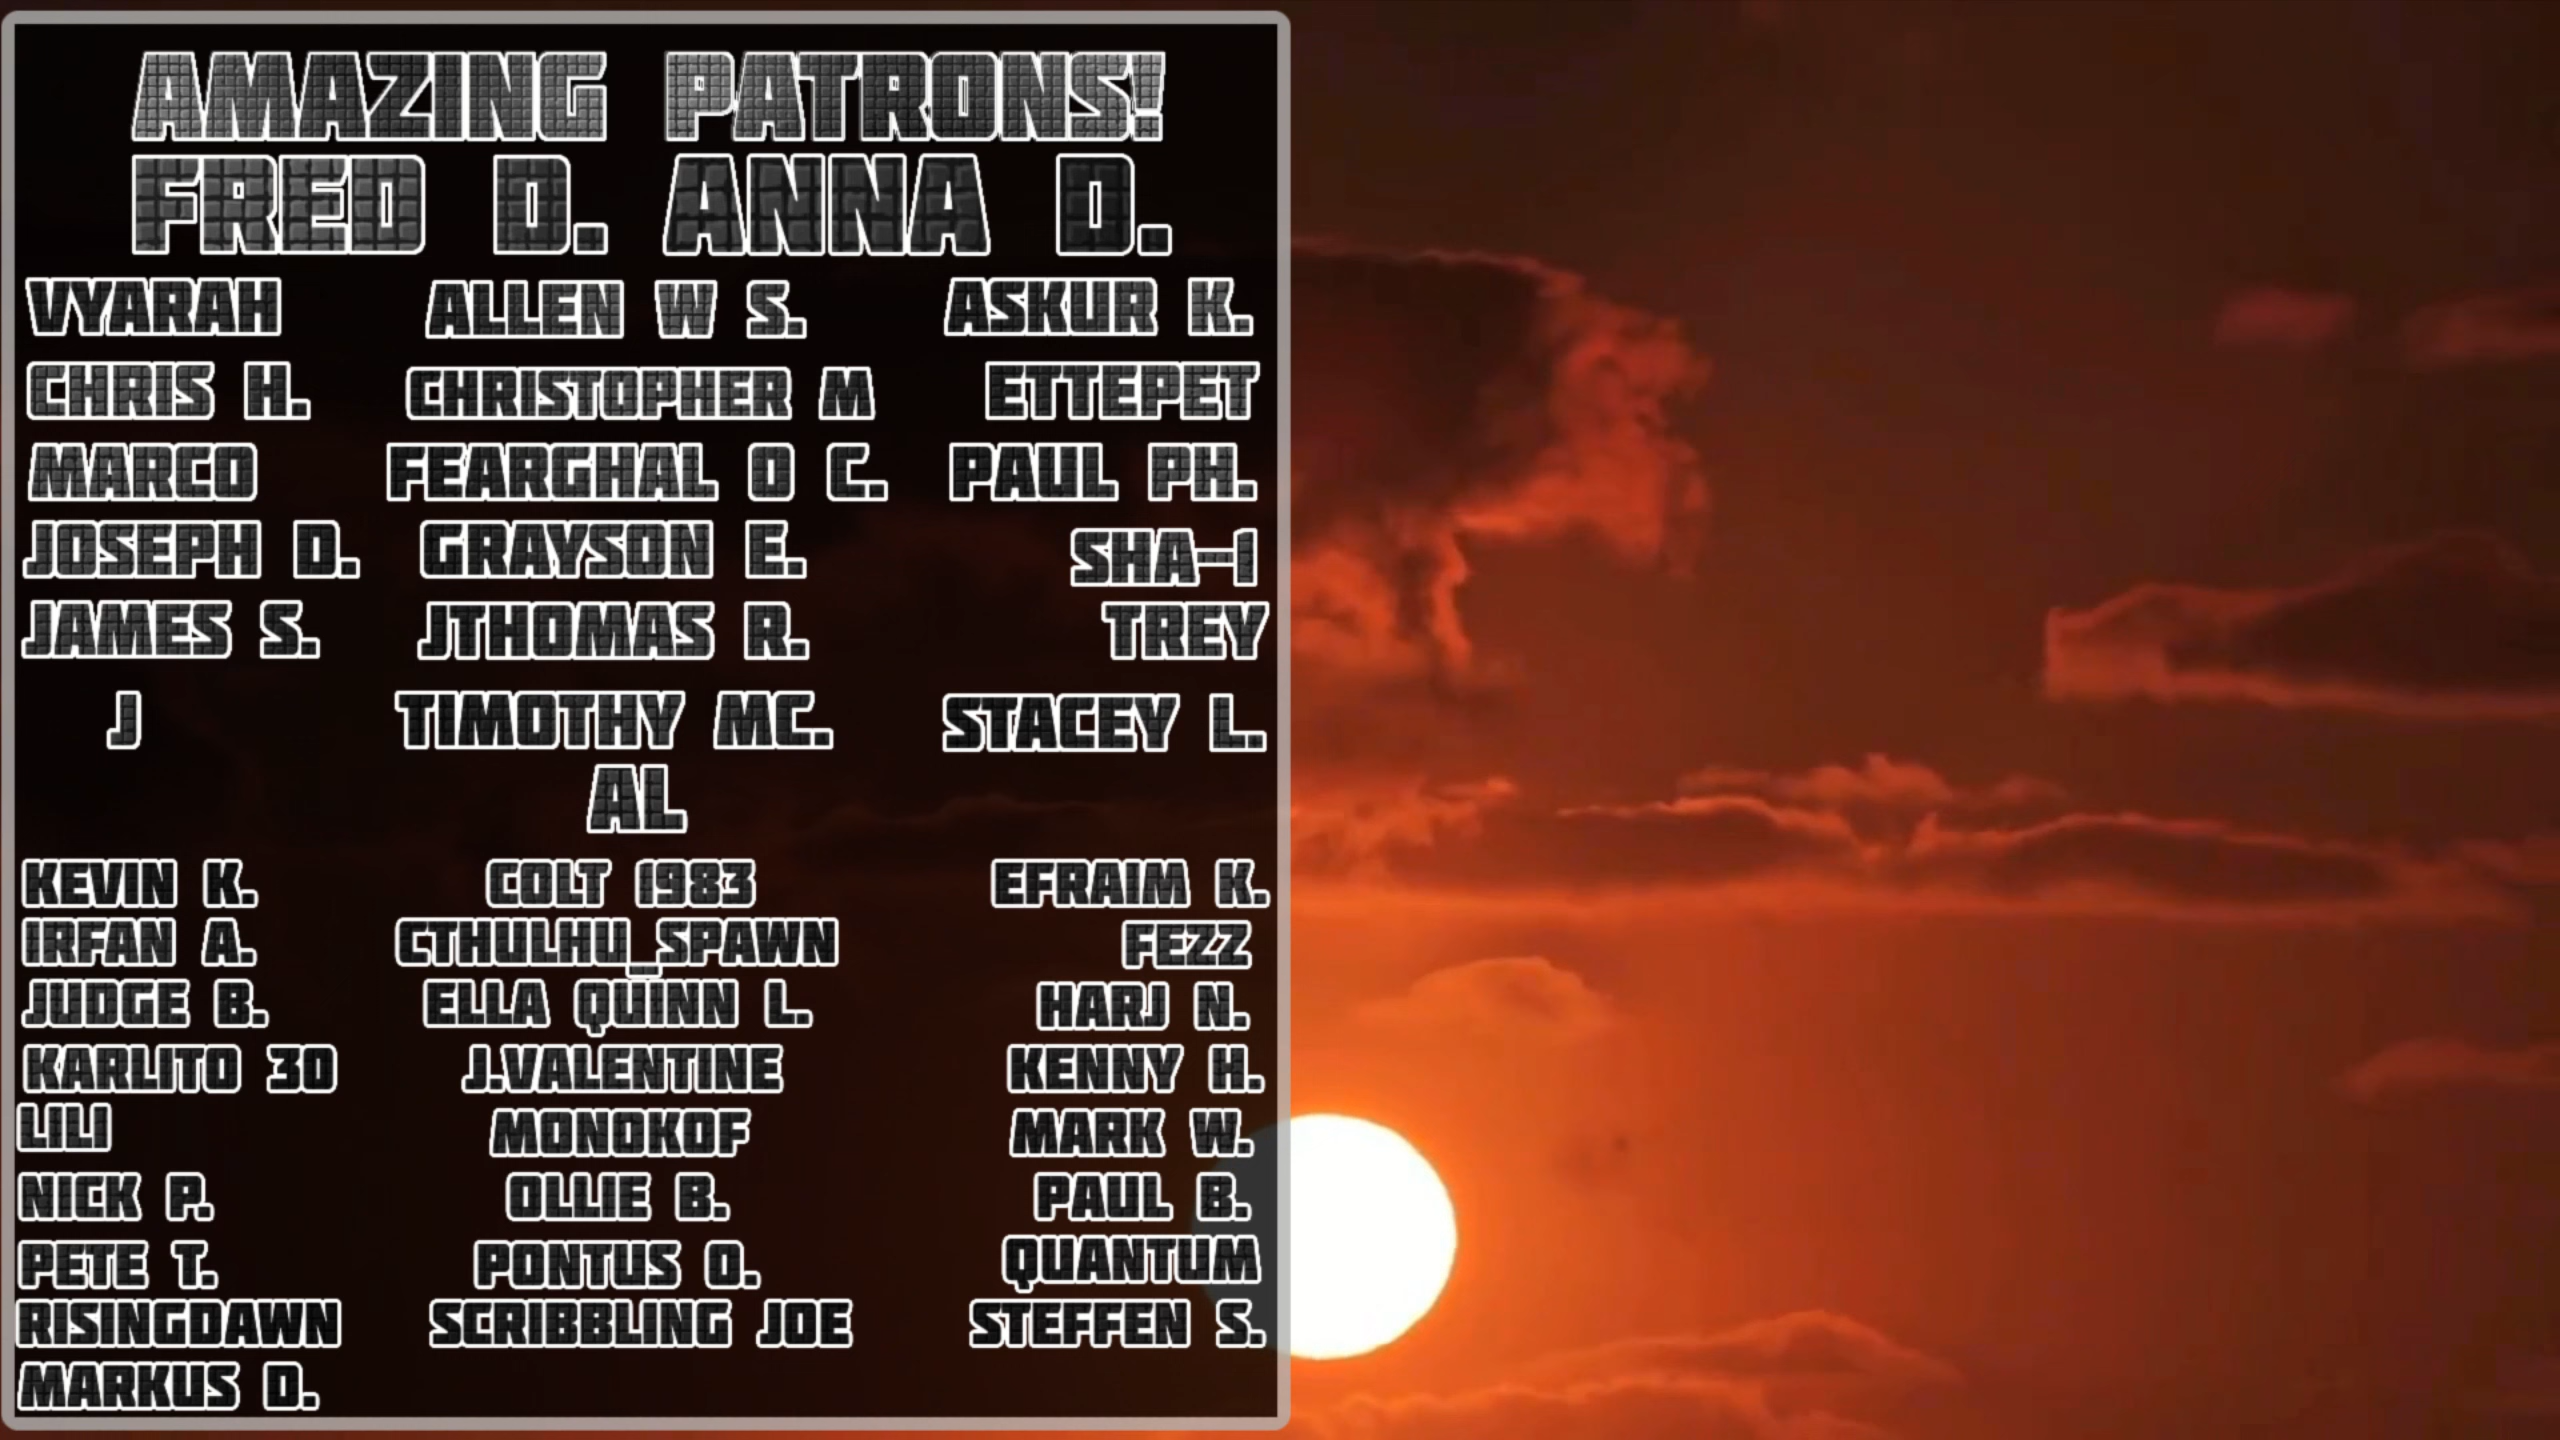 AMAZING PATRONS!
FRED D. ANNA D.
VYARAH ALLEN W S. ASKUR K.
CHRIS H. CHRISTOPHER M ETTEPET
MARCO FEARGHAL O C. PAUL PH.
JOSEPH D. GRAYSON E. SHA-1
JAMES S. JTHOMAS R. TREY
J TIMOTHY MC. STACEY L.
AL
KEVIN K. COLT 1983 EFRAIM K.
IRFAN A. CTHULHU_SPAWN FEZZ
JUDGE B. ELLA QUINN L. HARJ N.
KARLITO 3D J.VALENTINE KENNY H.
LILI MONOKOF MARK W.
NICK P. OLLIE B. PAUL B.
PETE T. PONTUS O. QUANTUM
RISINGDAWN SCRIBBLING JOE STEFFEN S.
MARKUS D.